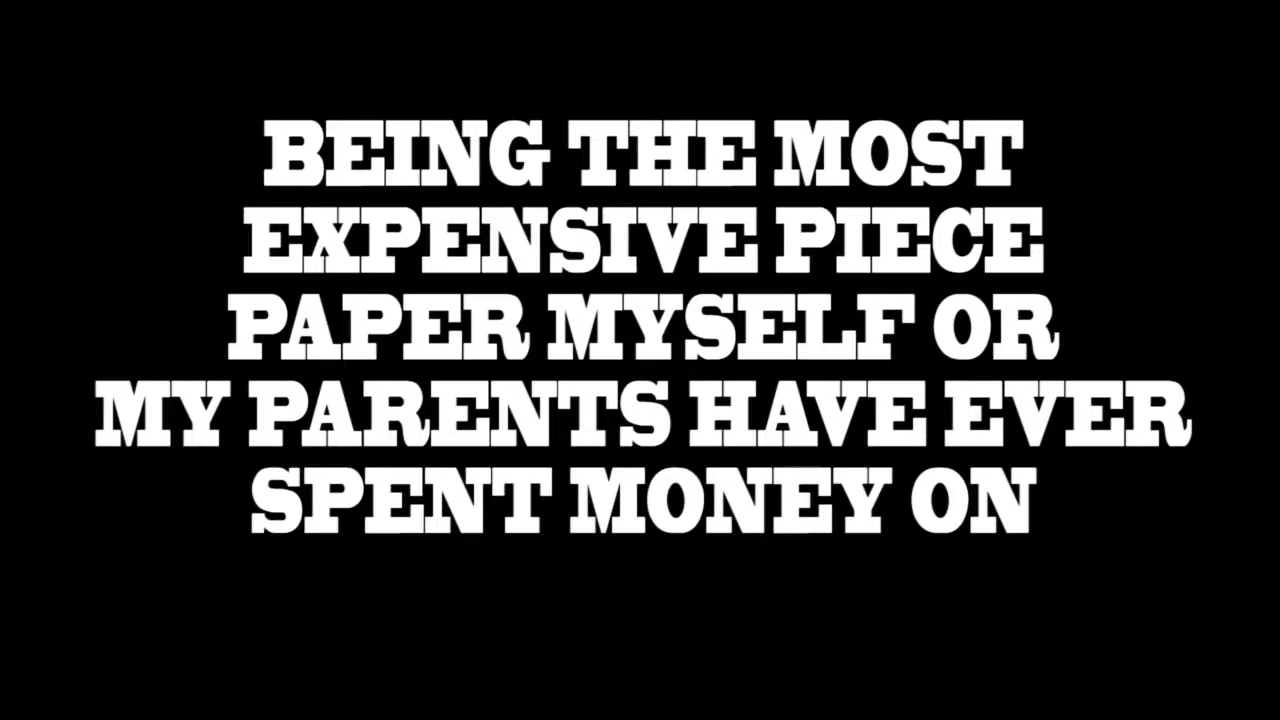 BEING THE MOST
EXPENSIVE PIECE
PAPER MYSELF OR
MY PARENTS HAVE EVER
SPENT MONEY ON